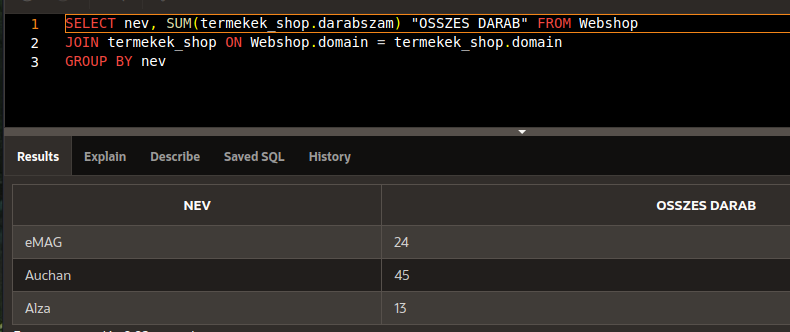 1 SELECT nev, SUM(termekek_shop.darabszam) "OSSZES DARAB" FROM Webshop
2 JOIN termekek_shop ON Webshop.domain = termekek_shop.domain
3 GROUP BY nev
Results Explain Describe Saved SQL History
NEV OSSZES DARAB
eMAG 24
Auchan 45
Alza 13